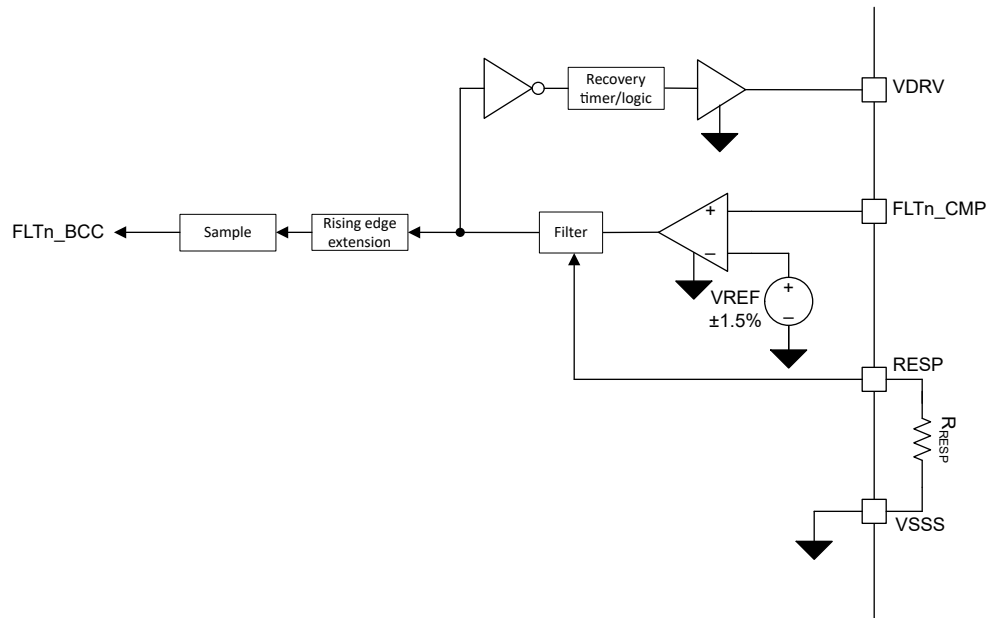 Recovery
timer/logic
VDRV
FLTn_CMP
+
−
FLTn_BCC
Sample
Rising edge
extension
Filter
VREF
±1.5%
+
−
RESP
RRESP
VSSS